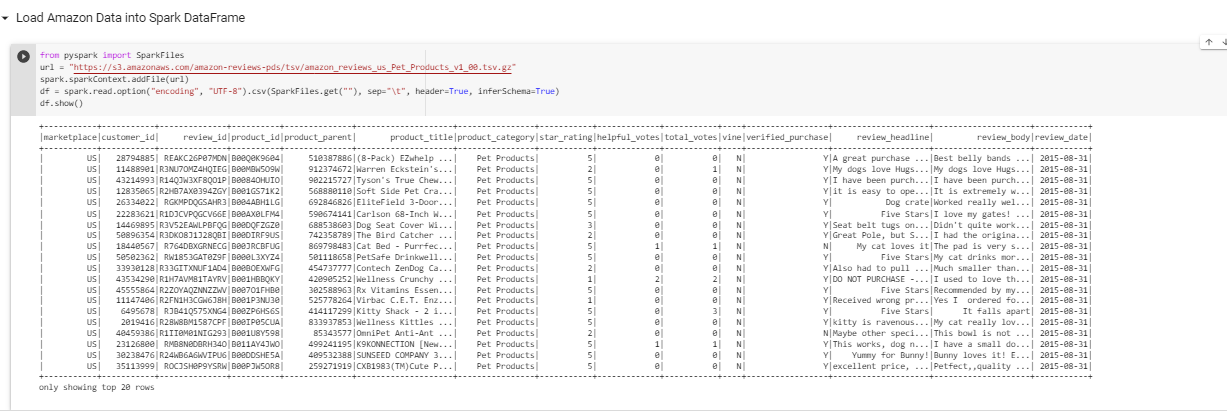 Load Amazon Data into Spark DataFrame
from pyspark import SparkFiles
url = "https://s3.amazonaws.com/amazon-reviews-pds/tsv/amazon_reviews_us_Pet_Products_v1_00.tsv.gz"
spark.sparkContext.addFile(url)
df = spark.read.option("encoding", "UTF-8").csv(SparkFiles.get(""), sep="\t", header=True, inferSchema=True)
df.show()
|marketplace|customer_id| review_id|product_id|product_parent| product_title|product_category|star_rating|helpful_votes|total_votes|vine|verified_purchase| review_headline| review_body|review_date|
| US| 28794885| REAKC26P07MDN|B00Q0K9604| 510387886|(8-Pack) EZwhelp ...| Pet Products| 5| 0| 0| N| Y|A great purchase ...|Best belly bands ...| 2015-08-31|
| US| 11488901|R3NU7OMZ4HQIEG|B00MBW5O9W| 912374672|Warren Eckstein's...| Pet Products| 2| 0| 1| N| Y|My dogs love Hugs...|My dogs love Hugs...| 2015-08-31|
| US| 43214993|R14QJW3XF8QO1P|B0084OHUIO| 902215727|Tyson's True Chew...| Pet Products| 5| 0| 0| N| Y|I have been purch...|I have been purch...| 2015-08-31|
| US| 12835065|R2HB7AX0394ZGY|B001GS71K2| 568880110|Soft Side Pet Cra...| Pet Products| 5| 0| 0| N| Y|it is easy to ope...|It is extremely w...| 2015-08-31|
| US| 26334022| RGKMPDQGSAHR3|B004ABH1LG| 692846826|EliteField 3-Door...| Pet Products| 5| 0| 0| N| Y| Dog crate|Worked really wel...| 2015-08-31|
| US| 22283621|R1DJCVPQGCV66E|B00AX0LFM4| 590674141|Carlson 68-Inch W...| Pet Products| 5| 0| 0| N| Y| Five Stars|I love my gates! ...| 2015-08-31|
| US| 14469895|R3V52EAWLPBFQG|B00DQFZGZ0| 688538603|Dog Seat Cover Wi...| Pet Products| 3| 0| 0| N| Y|Seat belt tugs on...|Didn't quite work...| 2015-08-31|
| US| 50896354|R3DKO8J1J28QBI|B00DIRF9US| 742358789|The Bird Catcher ...| Pet Products| 2| 0| 0| N| Y|Great Pole, but S...|I had the origina...| 2015-08-31|
| US| 18440567| R764DBXGRNECG|B00JRCBFUG| 869798483|Cat Bed - Purrfec...| Pet Products| 5| 1| 1| N| N| My cat loves it|The pad is very s...| 2015-08-31|
| US| 50502362| RW1853GAT0Z9F|B000L3XYZ4| 501118658|PetSafe Drinkwell...| Pet Products| 5| 0| 0| N| Y| Five Stars|My cat drinks mor...| 2015-08-31|
| US| 33930128|R33GITXNUF1AD4|B00BOEXWFG| 454737777|Contech ZenDog Ca...| Pet Products| 2| 0| 0| N| Y|Also had to pull ...|Much smaller than...| 2015-08-31|
| US| 43534290|R1H7AVM81TAYRV|B001HBBQKY| 420905252|Wellness Crunchy ...| Pet Products| 1| 2| 2| N| Y|DO NOT PURCHASE -...|I used to love th...| 2015-08-31|
| US| 45555864|R2ZOYAQZNNZZWV|B007O1FHB0| 302588963|Rx Vitamins Essen...| Pet Products| 5| 0| 0| N| Y| Five Stars|Recommended by my...| 2015-08-31|
| US| 11147406|R2FN1H3CGW6J8H|B001P3NU30| 525778264|Virbac C.E.T. Enz...| Pet Products| 1| 0| 0| N| Y|Received wrong pr...|Yes I ordered fo...| 2015-08-31|
| US| 6495678| RJB41Q575XNG4|B00ZP6HS6S| 414117299|Kitty Shack - 2 i...| Pet Products| 5| 0| 3| N| Y| Five Stars| It falls apart| 2015-08-31|
| US| 2019416|R28W8BM1587CPF|B00IP05CUA| 833937853|Wellness Kittles ...| Pet Products| 5| 0| 0| N| Y|kitty is ravenous...|My cat really lov...| 2015-08-31|
| US| 40459386|R1II0M01NIG293|B001U8Y598| 85343577|OmniPet Anti-Ant ...| Pet Products| 2| 0| 0| N| N|Maybe other speci...|This bowl is not ...| 2015-08-31|
| US| 23126800| RMB8N0DBRH34O|B011AY4JWO| 499241195|K9KONNECTION [New...| Pet Products| 5| 1| 1| N| Y|This works, dog n...|I have a small do...| 2015-08-31|
| US| 30238476|R24WB6A6WVIPU6|B00DDSHE5A| 409532388|SUNSEED COMPANY 3...| Pet Products| 5| 0| 0| N| Y| Yummy for Bunny!|Bunny loves it! E...| 2015-08-31|
| US| 35113999| ROCJSH0P9YSRW|B00PJW5OR8| 259271919|CXB1983(TM)Cute P...| Pet Products| 5| 0| 0| N| Y|excellent price, ...|Petfect,,quality ...| 2015-08-31|
only showing top 20 rows